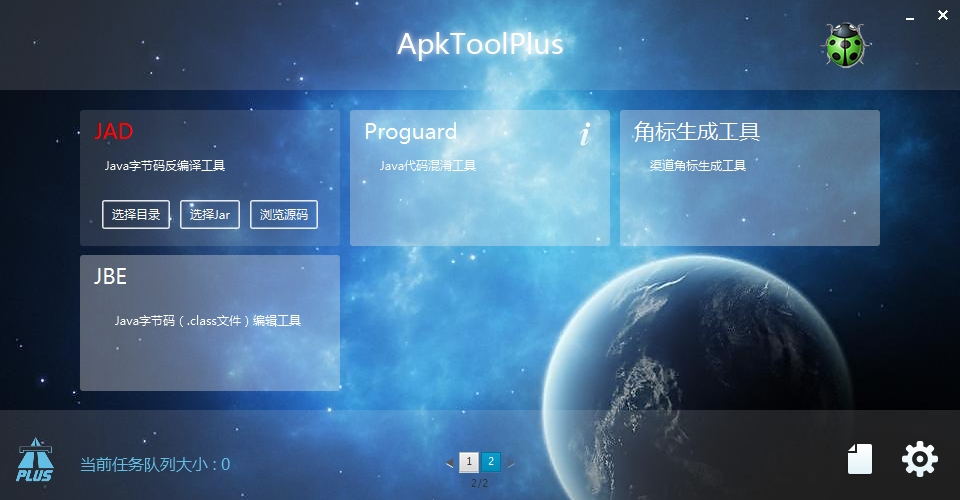 ApkToolPlus
JAD
Java字节码反编译工具
选择目录
选择Jar
浏览源码
Proguard
i
Java代码混淆工具
角标生成工具
渠道角标生成工具
JBE
Java字节码（.class文件）编辑工具
PLUS
当前任务队列大小：0
1
2
2/2